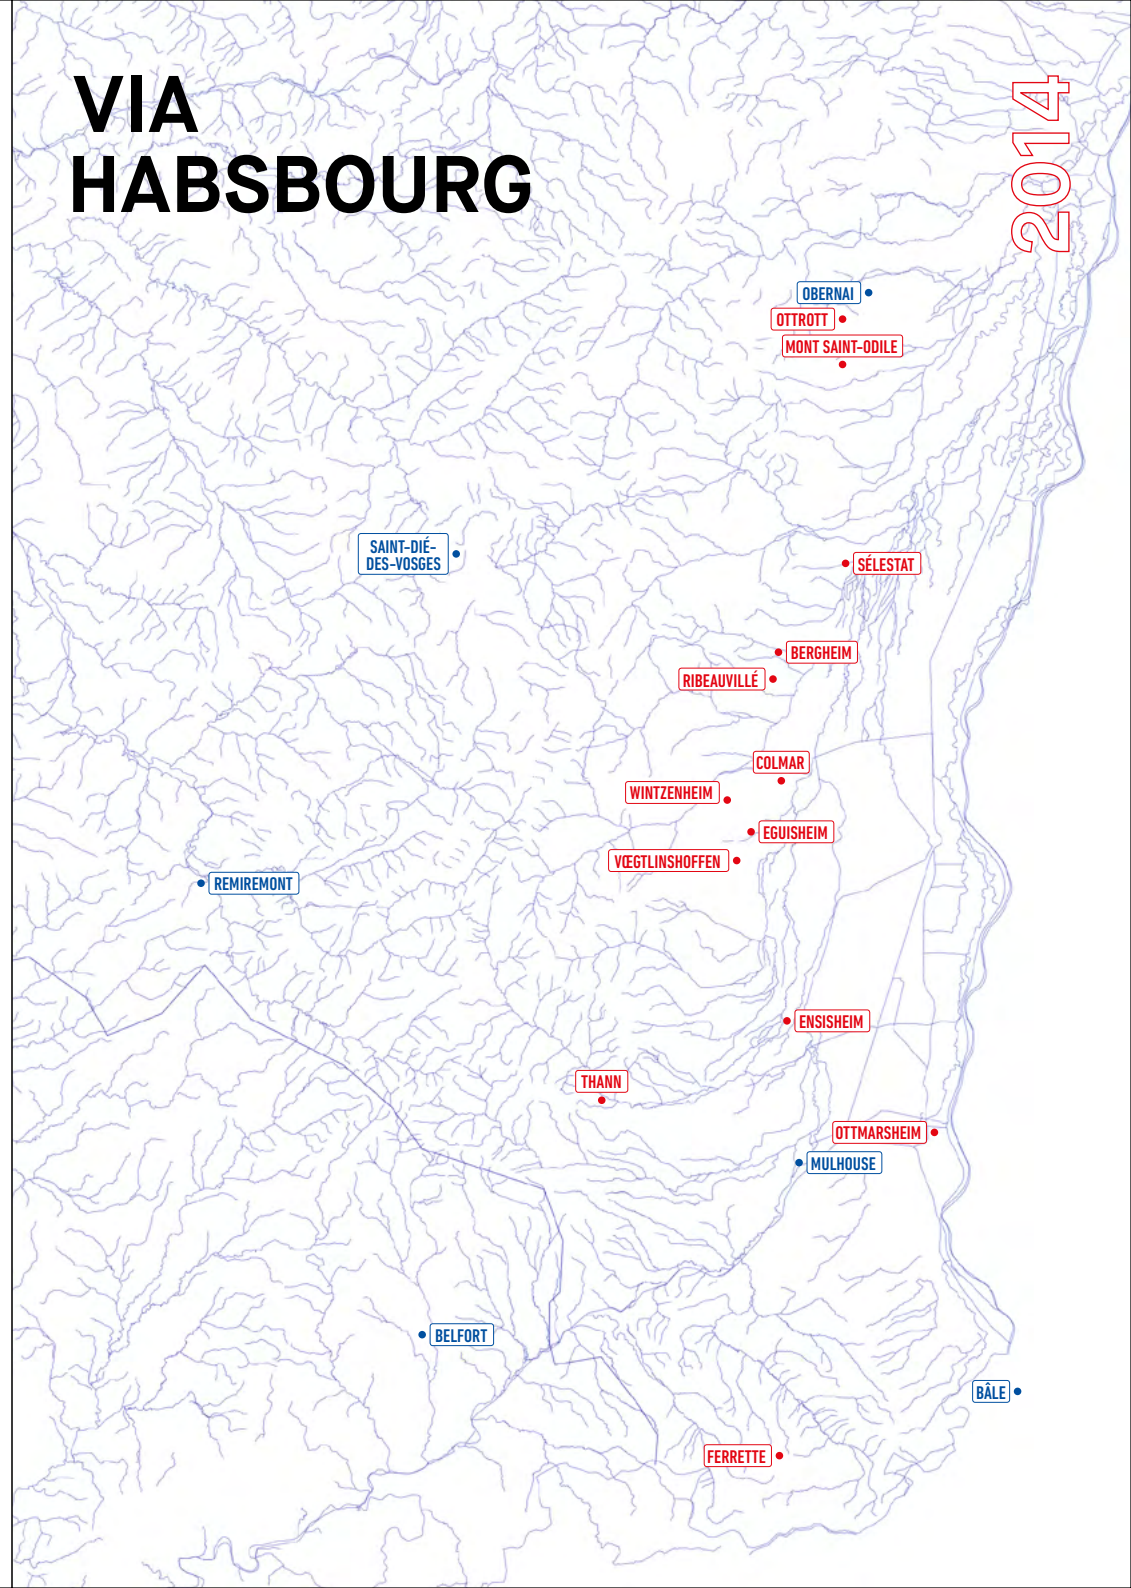 VIA
HABSBOURG
2014
OBERNAI
OTTROTT
MONT SAINT-ODILE
SAINT-DIÉ-
DES-VOSGES
SÉLESTAT
BERGHEIM
RIBEAUVILLÉ
COLMAR
WINTZENHEIM
EGUISHEIM
VŒGTLINSHOFFEN
REMIREMONT
ENSISHEIM
THANN
OTTMARSHEIM
MULHOUSE
BELFORT
BÂLE
FERRETTE